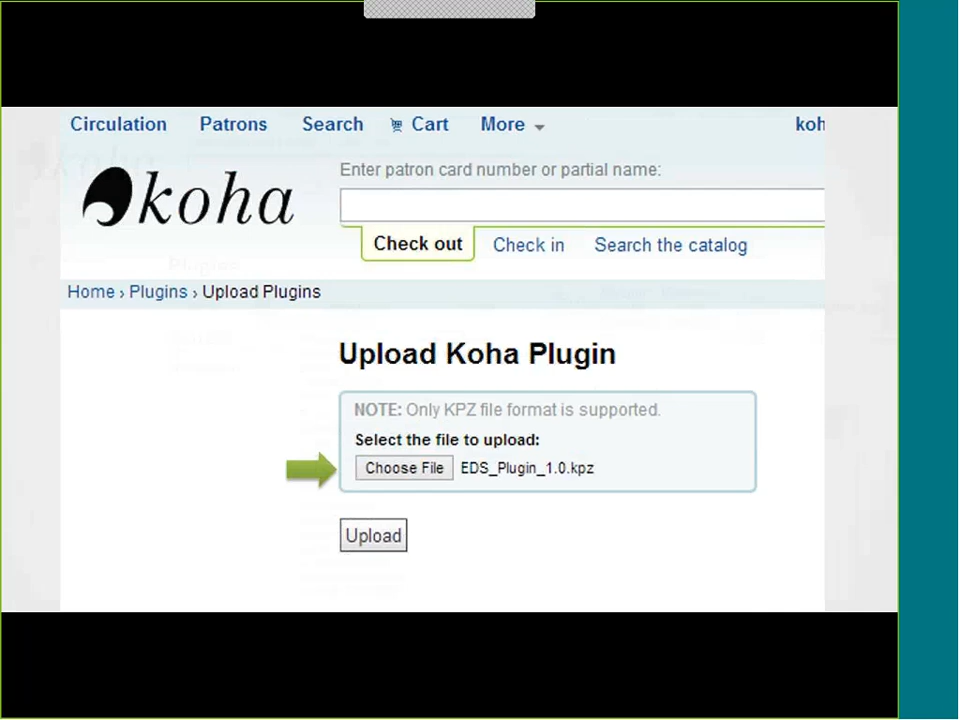 Circulation Patrons Search Cart More koh
koha
Enter patron card number or partial name:
Check out Check in Search the catalog
Home › Plugins › Upload Plugins
Upload Koha Plugin
NOTE: Only KPZ file format is supported.
Select the file to upload:
Choose File EDS_Plugin_1.0.kpz
Upload